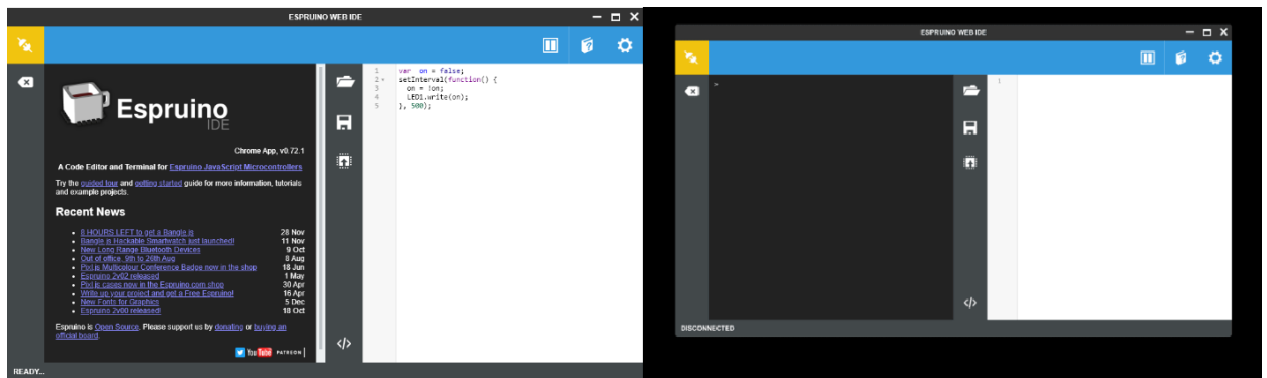 ESPRUINO WEB IDE
Espruino
IDE
Chrome App, v0.72.1
A Code Editor and Terminal for Espruino JavaScript Microcontrollers
Try the guided tour and getting started guide for more information, tutorials
and example projects.
Recent News
8 HOURS LEFT to get a Bangle.js 28 Nov
Bangle.js Hackable Smartwatch just launched! 11 Nov
New Long Range Bluetooth Devices 9 Oct
Out of office, 9th to 26th Aug 8 Aug
Pixl.js Multicolour Conference Badge now in the shop 18 Jun
Espruino 2v02 released 1 May
Pixl.js cases now in the Espruino.com shop 30 Apr
Write up your project and get a Free Espruino! 16 Apr
New Fonts for Graphics 5 Dec
Espruino 2v00 released! 18 Oct
Espruino is Open Source. Please support us by donating or buying an
official board.
YouTube PATREON
1 var on = false;
2 setInterval(function() {
3 on = !on;
4 LED1.write(on);
5 }, 500);
</>
READY...
ESPRUINO WEB IDE
>
1
</>
DISCONNECTED